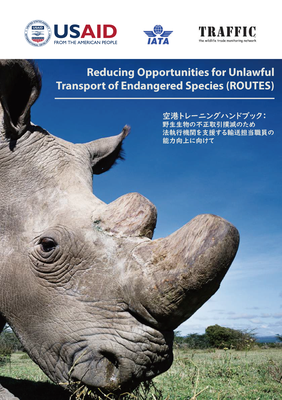 USAID
FROM THE AMERICAN PEOPLE
IATA
TRAFFIC
the wildlife trade monitoring network
Reducing Opportunities for Unlawful
Transport of Endangered Species (ROUTES)
空港トレーニングハンドブック：
野生生物の不正取引撲滅のため
法執行機関を支援する輸送担当職員の
能力向上に向けて